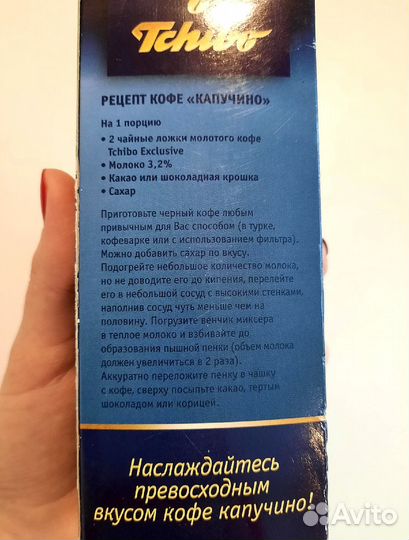 Tchibo
РЕЦЕПТ КОФЕ «КАПУЧИНО»
На 1 порцию
• 2 чайные ложки молотого кофе
Tchibo Exclusive
• Молоко 3,2%
• Какао или шоколадная крошка
• Сахар
Приготовьте черный кофе любым
привычным для Вас способом (в турке,
кофеварке или с использованием фильтра).
Можно добавить сахар по вкусу.
Подогрейте небольшое количество молока,
но не доводите его до кипения, перелейте
его в небольшой сосуд с высокими стенками,
наполнив сосуд чуть меньше чем на
половину. Погрузите венчик миксера
в теплое молоко и взбивайте до
образования пышной пенки (объем молока
должен увеличиться в 2 раза).
Аккуратно переложите пенку в чашку
с кофе, сверху посыпьте какао, тертым
шоколадом или корицей.
Наслаждайтесь
превосходным
вкусом кофе капучино!
Avito